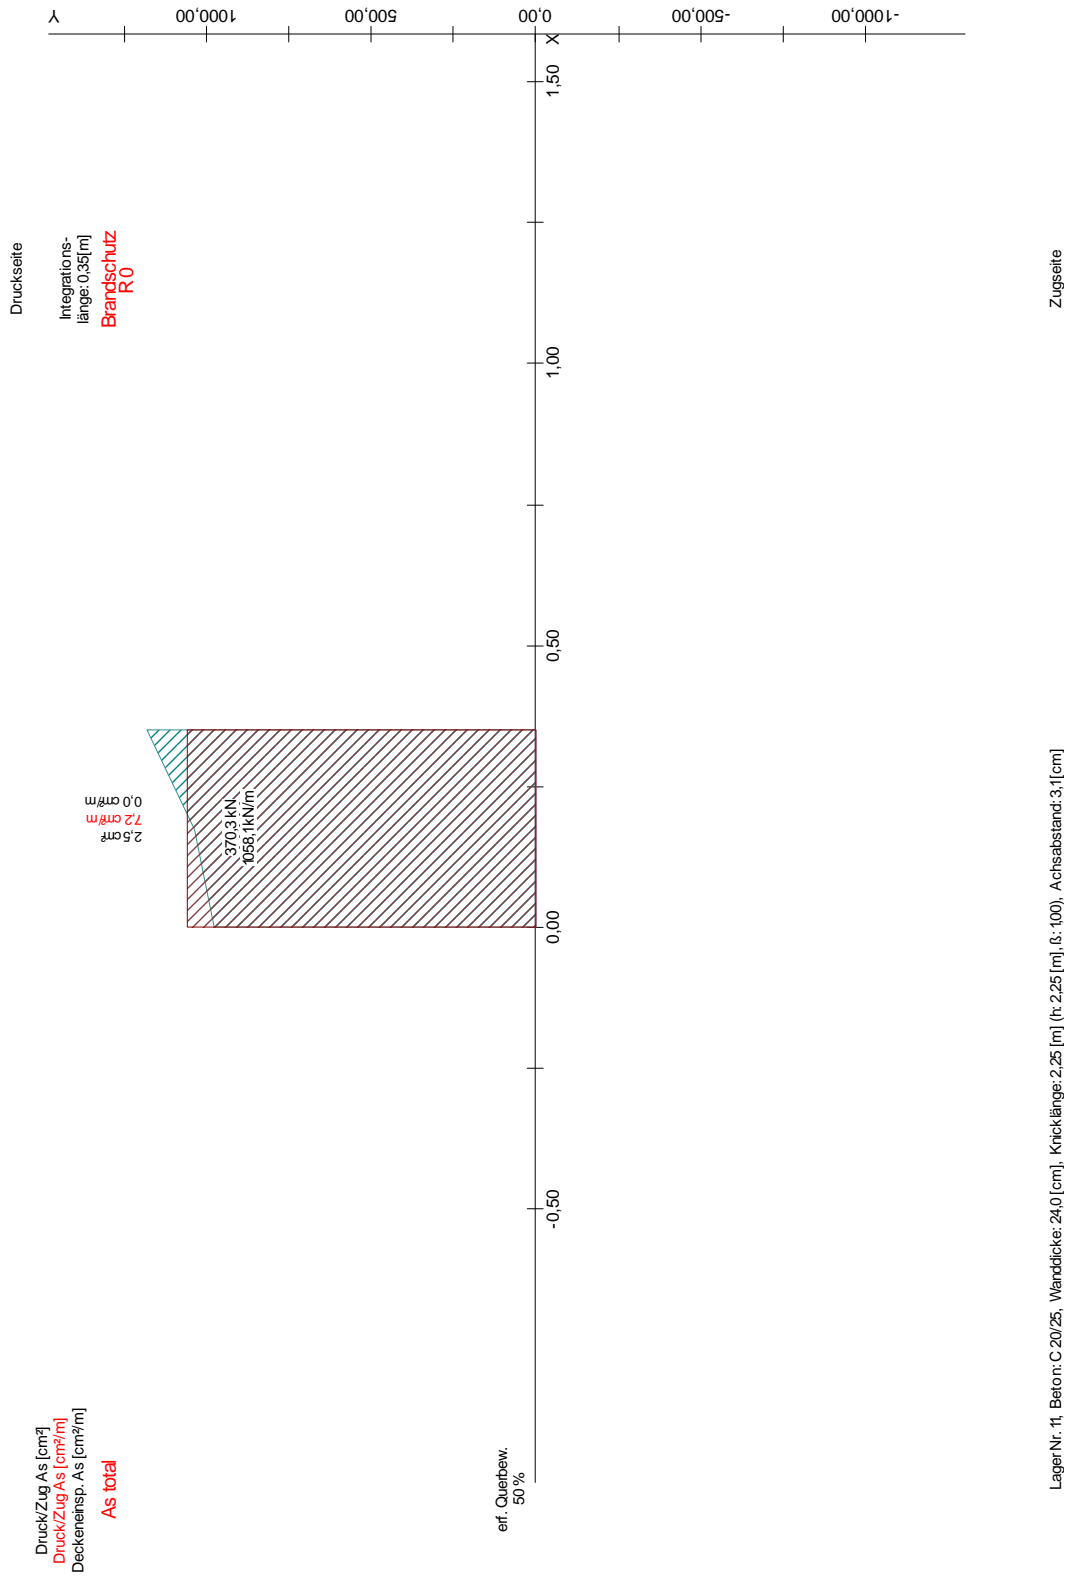 Druckseite
Integrations-
länge: 0,35[m]
Brandschutz
R 0
Y
1000,00
500,00
0,00
-500,00
-1000,00
X
1,50
1,00
0,50
0,00
-0,50
0,0 cm²/m
7,2 cm²/m
2,5 cm²
370,3 kN
1058,1 kN/m
Druck/Zug As [cm²]
Druck/Zug As [cm²/m]
Deckeneinsp. As [cm²/m]
As total
erf. Querbew.
50 %
Zugseite
Lager Nr. 11, Beton: C 20/25, Wanddicke: 24,0 [cm], Knicklänge: 2,25 [m] (h: 2,25 [m], ß: 1,00), Achsabstand: 3,1 [cm]